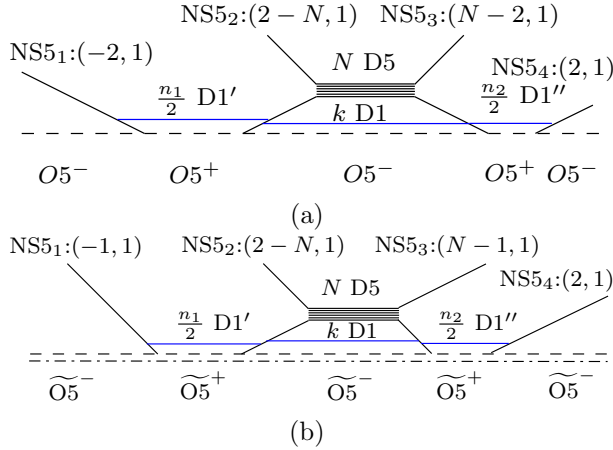 NS5₂:(2 − N, 1) NS5₃:(N − 2, 1)
NS5₁:(−2, 1) N D5 NS5₄:(2, 1)
n₁/2 D1′ k D1 n₂/2 D1′′
O5⁻ O5⁺ O5⁻ O5⁺ O5⁻
(a)
NS5₁:(−1, 1) NS5₂:(2 − N, 1) NS5₃:(N − 1, 1)
N D5 NS5₄:(2, 1)
n₁/2 D1′ k D1 n₂/2 D1′′
Õ5⁻ Õ5⁺ Õ5⁻ Õ5⁺ Õ5⁻
(b)